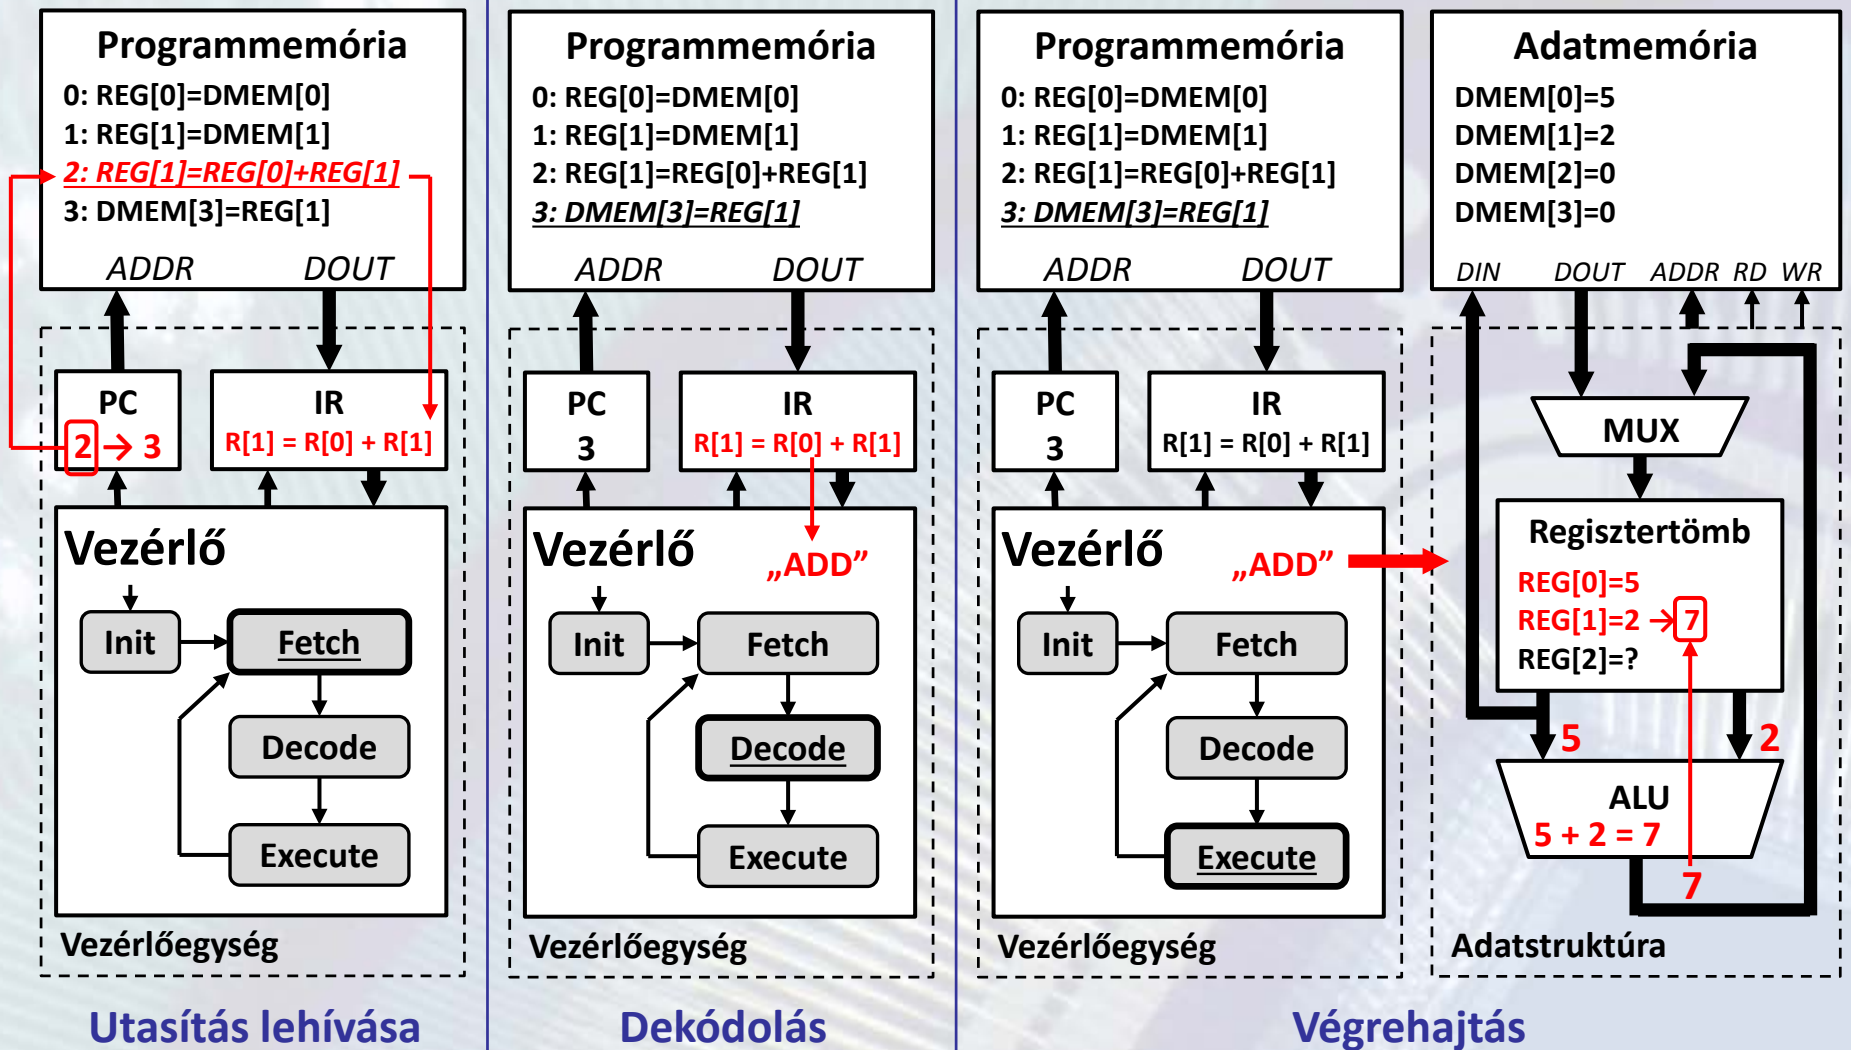 Programmemória
0: REG[0]=DMEM[0]
1: REG[1]=DMEM[1]
2: REG[1]=REG[0]+REG[1]
3: DMEM[3]=REG[1]
ADDR DOUT
PC
2 → 3
IR
R[1] = R[0] + R[1]
Vezérlő
Init
Fetch
Decode
Execute
Vezérlőegység
Utasítás lehívása
Programmemória
0: REG[0]=DMEM[0]
1: REG[1]=DMEM[1]
2: REG[1]=REG[0]+REG[1]
3: DMEM[3]=REG[1]
ADDR DOUT
PC
3
IR
R[1] = R[0] + R[1]
Vezérlő
„ADD”
Init
Fetch
Decode
Execute
Vezérlőegység
Dekódolás
Programmemória
0: REG[0]=DMEM[0]
1: REG[1]=DMEM[1]
2: REG[1]=REG[0]+REG[1]
3: DMEM[3]=REG[1]
ADDR DOUT
PC
3
IR
R[1] = R[0] + R[1]
Vezérlő
„ADD”
Init
Fetch
Decode
Execute
Vezérlőegység
Adatmemória
DMEM[0]=5
DMEM[1]=2
DMEM[2]=0
DMEM[3]=0
DIN DOUT ADDR RD WR
MUX
Regisztertömb
REG[0]=5
REG[1]=2 → 7
REG[2]=?
5 2
ALU
5 + 2 = 7
7
Adatstruktúra
Végrehajtás